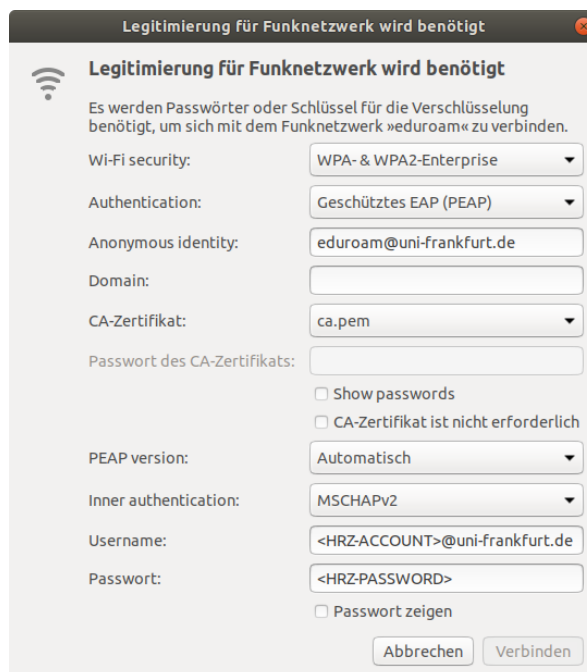 Legitimierung für Funknetzwerk wird benötigt
Legitimierung für Funknetzwerk wird benötigt
Es werden Passwörter oder Schlüssel für die Verschlüsselung
benötigt, um sich mit dem Funknetzwerk »eduroam« zu verbinden.
Wi-Fi security: WPA- & WPA2-Enterprise
Authentication: Geschütztes EAP (PEAP)
Anonymous identity: eduroam@uni-frankfurt.de
Domain:
CA-Zertifikat: ca.pem
Passwort des CA-Zertifikats:
Show passwords
CA-Zertifikat ist nicht erforderlich
PEAP version: Automatisch
Inner authentication: MSCHAPv2
Username: <HRZ-ACCOUNT>@uni-frankfurt.de
Passwort: <HRZ-PASSWORD>
Passwort zeigen
Abbrechen Verbinden